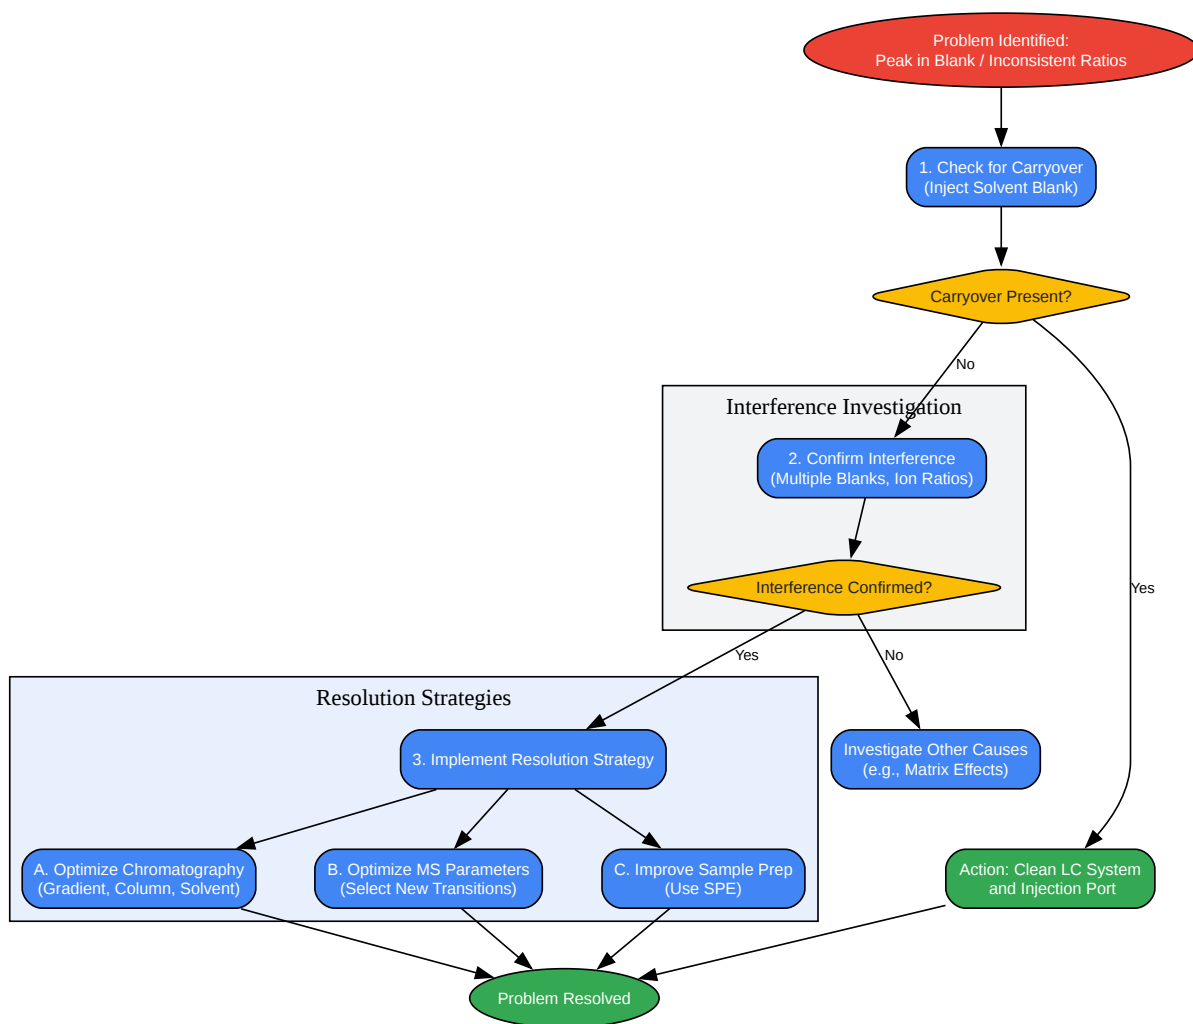 Problem Identified:
Peak in Blank / Inconsistent Ratios
1. Check for Carryover
(Inject Solvent Blank)
Carryover Present?
No
Interference Investigation
2. Confirm Interference
(Multiple Blanks, Ion Ratios)
Interference Confirmed?
Yes
Yes
No
Resolution Strategies
3. Implement Resolution Strategy
Investigate Other Causes
(e.g., Matrix Effects)
A. Optimize Chromatography
(Gradient, Column, Solvent)
B. Optimize MS Parameters
(Select New Transitions)
C. Improve Sample Prep
(Use SPE)
Action: Clean LC System
and Injection Port
Problem Resolved